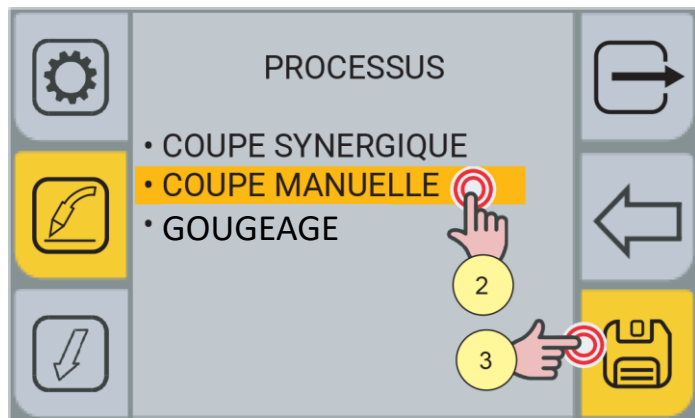 PROCESSUS
• COUPE SYNERGIQUE
• COUPE MANUELLE
• GOUGEAGE
2
3